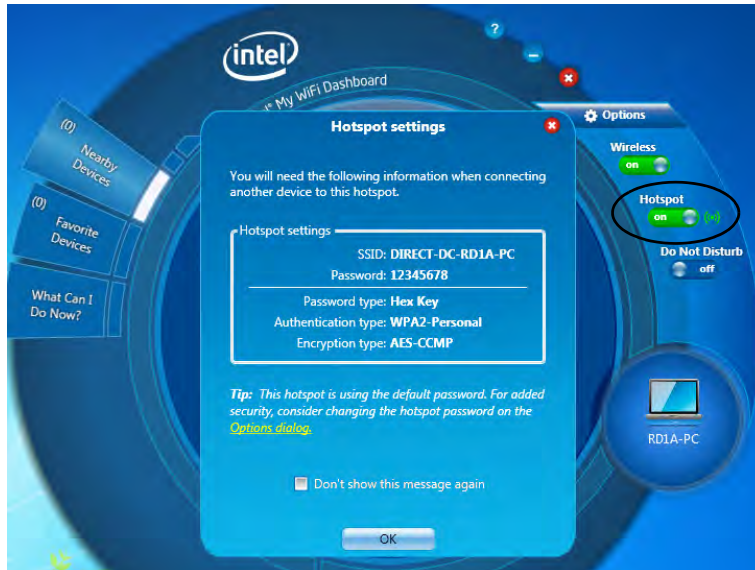 intel
?
My WiFi Dashboard
Options
Wireless
on
Hotspot
on
Do Not Disturb
off
(0)
Nearby
Devices
(0)
Favorite
Devices
What Can I
Do Now?
Hotspot settings
You will need the following information when connecting
another device to this hotspot.
Hotspot settings
SSID: DIRECT-DC-RD1A-PC
Password: 12345678
Password type: Hex Key
Authentication type: WPA2-Personal
Encryption type: AES-CCMP
Tip: This hotspot is using the default password. For added
security, consider changing the hotspot password on the
Options dialog.
Don't show this message again
OK
RD1A-PC